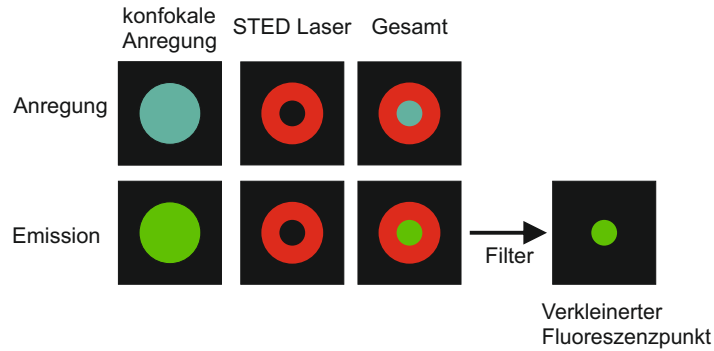 konfokale
Anregung
STED Laser
Gesamt
Anregung
Emission
Filter
Verkleinerter
Fluoreszenzpunkt